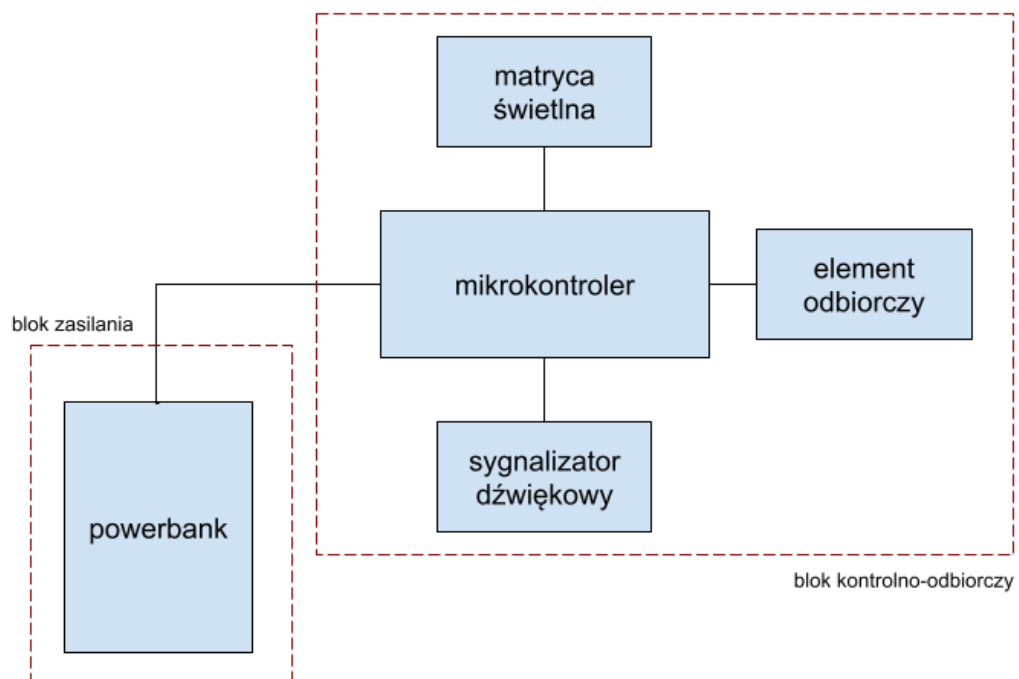 matryca
świetlna
mikrokontroler
element
odbiorczy
blok zasilania
sygnalizator
dźwiękowy
powerbank
blok kontrolno-odbiorczy